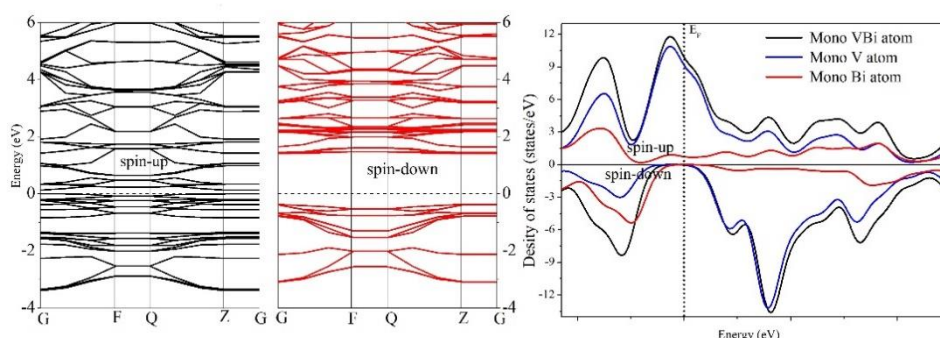 6
4
2
0
-2
-4
Energy (eV)
spin-up
G F Q Z G
6
4
2
0
-2
-4
spin-down
G F Q Z G
Desity of states (states/eV)
12
9
6
3
0
-3
-6
-9
-12
E_F
Mono VBi atom
Mono V atom
Mono Bi atom
spin-up
spin-down
Energy (eV)